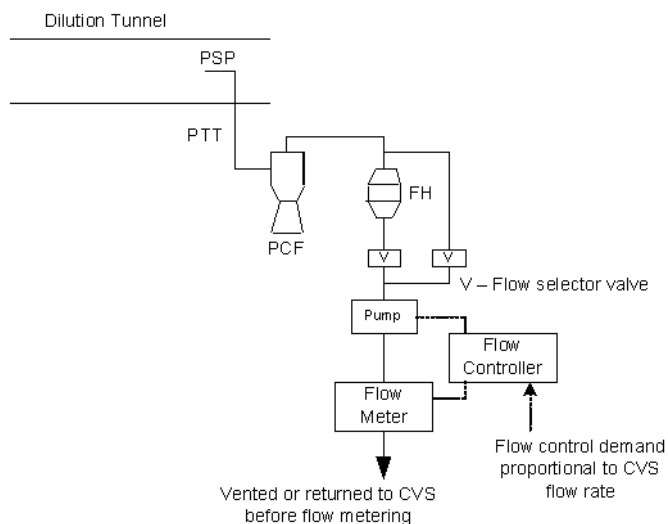 Dilution Tunnel
PSP
PTT
PCF
FH
V
V
V – Flow selector valve
Pump
Flow
Controller
Flow
Meter
Flow control demand
proportional to CVS
flow rate
Vented or returned to CVS
before flow metering